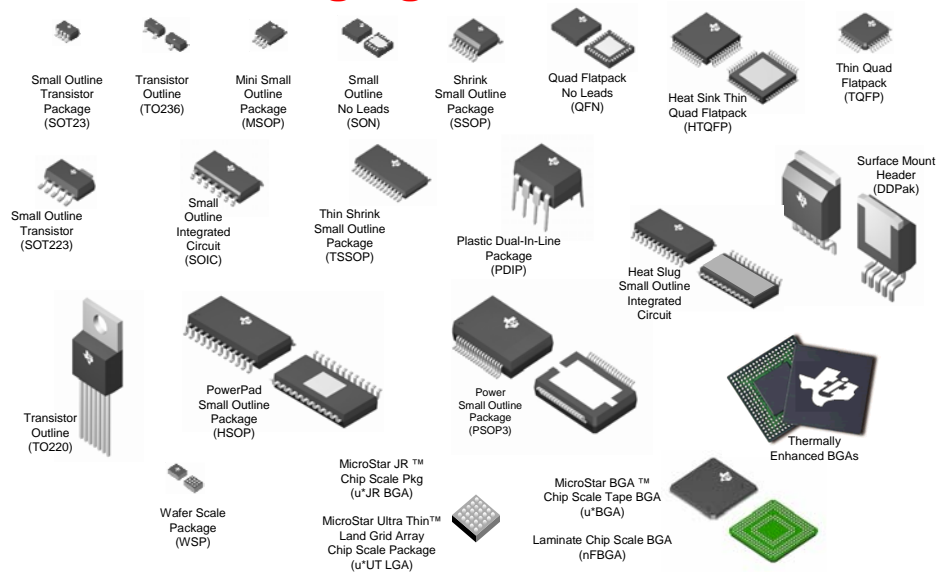 Small Outline
Transistor
Package
(SOT23)
Transistor
Outline
(TO236)
Mini Small
Outline
Package
(MSOP)
Small
Outline
No Leads
(SON)
Shrink
Small Outline
Package
(SSOP)
Quad Flatpack
No Leads
(QFN)
Heat Sink Thin
Quad Flatpack
(HTQFP)
Thin Quad
Flatpack
(TQFP)
Small Outline
Transistor
(SOT223)
Small
Outline
Integrated
Circuit
(SOIC)
Thin Shrink
Small Outline
Package
(TSSOP)
Plastic Dual-In-Line
Package
(PDIP)
Heat Slug
Small Outline
Integrated
Circuit
Surface Mount
Header
(DDPak)
Transistor
Outline
(TO220)
PowerPad
Small Outline
Package
(HSOP)
Power
Small Outline
Package
(PSOP3)
Thermally
Enhanced BGAs
Wafer Scale
Package
(WSP)
MicroStar JR ™
Chip Scale Pkg
(u*JR BGA)
MicroStar Ultra Thin™
Land Grid Array
Chip Scale Package
(u*UT LGA)
MicroStar BGA ™
Chip Scale Tape BGA
(u*BGA)
Laminate Chip Scale BGA
(nFBGA)